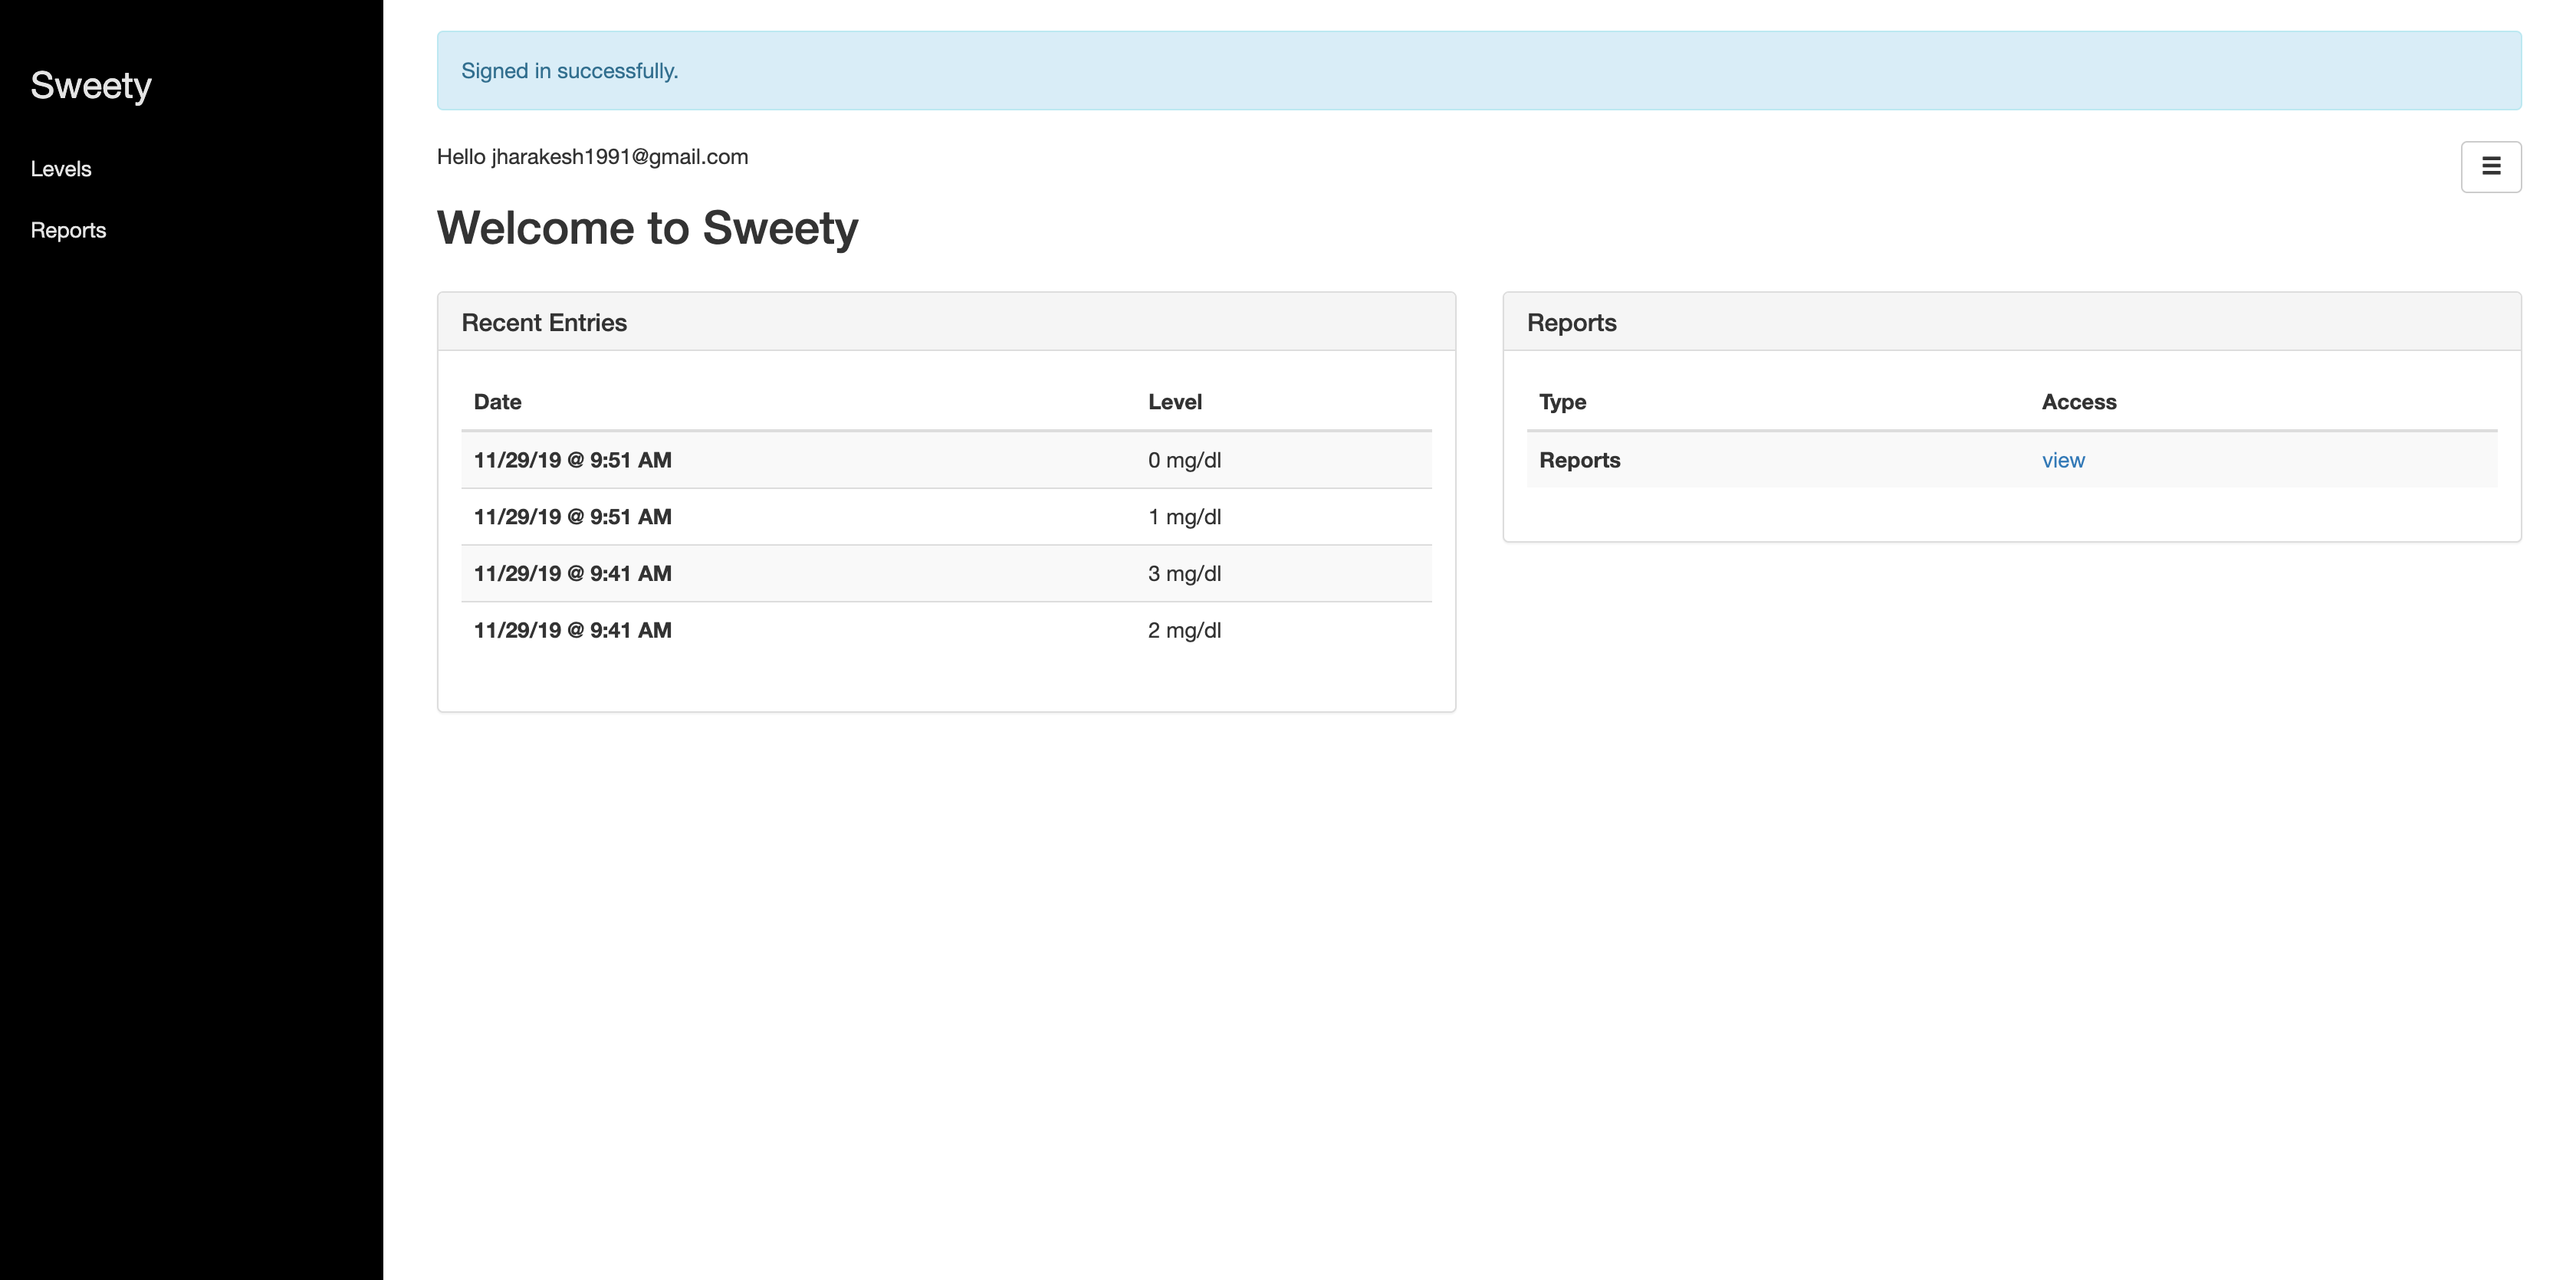 Sweety
Levels
Reports
Signed in successfully.
Hello jharakesh1991@gmail.com
Welcome to Sweety
Recent Entries
Date Level
11/29/19 @ 9:51 AM 0 mg/dl
11/29/19 @ 9:51 AM 1 mg/dl
11/29/19 @ 9:41 AM 3 mg/dl
11/29/19 @ 9:41 AM 2 mg/dl
Reports
Type Access
Reports view